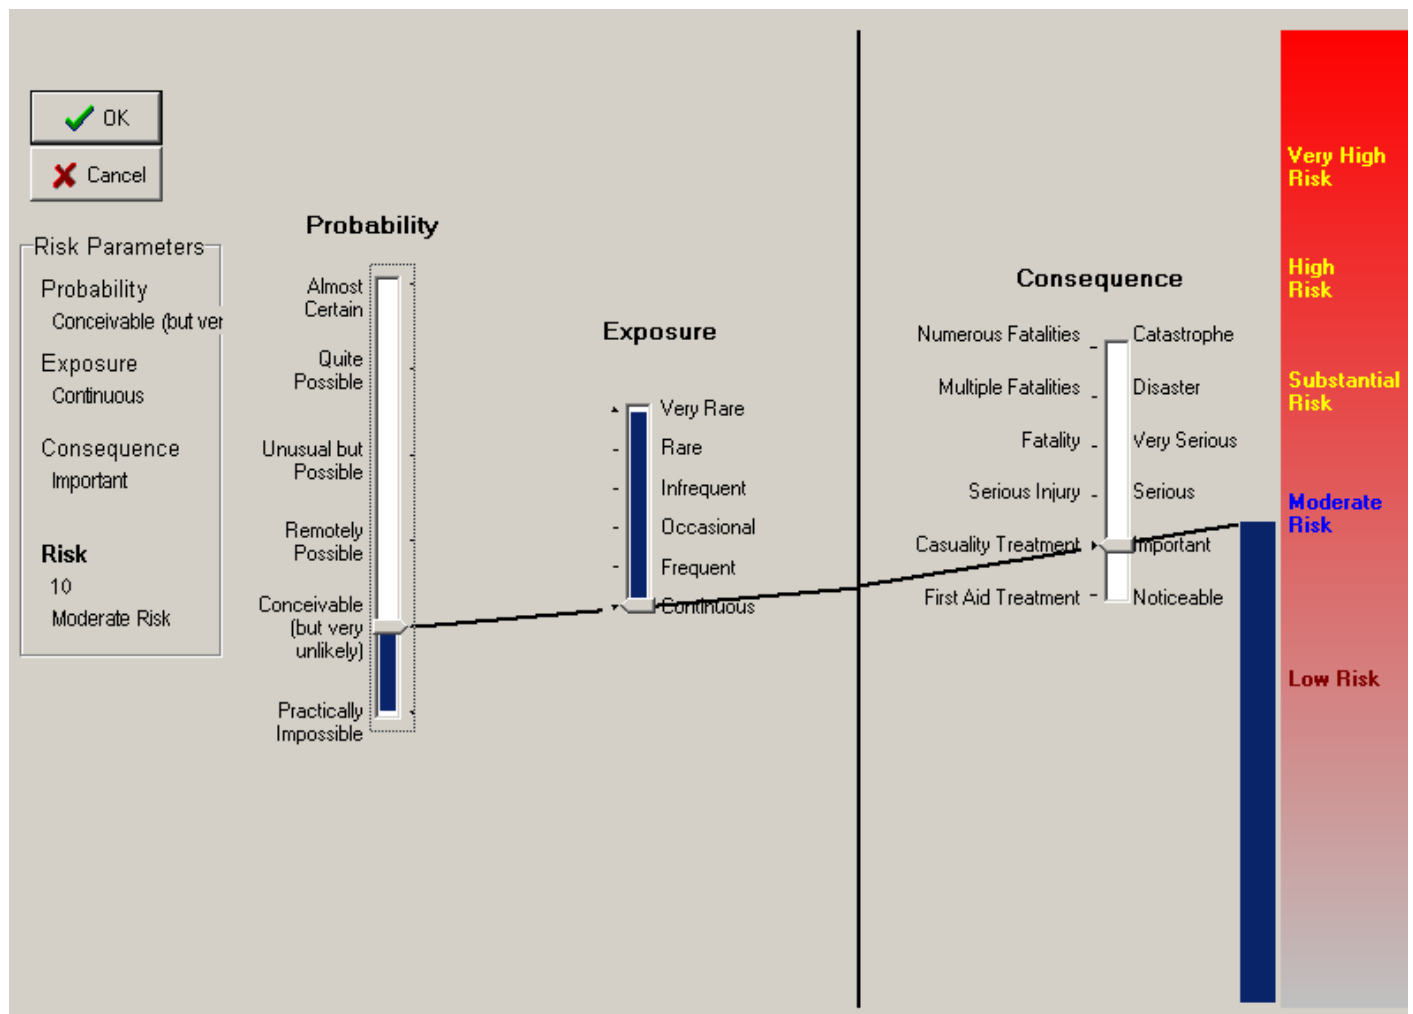 OK
Cancel
Risk Parameters
Probability
Conceivable (but ver
Exposure
Continuous
Consequence
Important
Risk
10
Moderate Risk
Probability
Almost
Certain
Quite
Possible
Unusual but
Possible
Remotely
Possible
Conceivable
(but very
unlikely)
Practically
Impossible
Exposure
Very Rare
Rare
Infrequent
Occasional
Frequent
Continuous
Consequence
Numerous Fatalities
Catastrophe
Multiple Fatalities
Disaster
Fatality
Very Serious
Serious Injury
Serious
Casuality Treatment
Important
First Aid Treatment
Noticeable
Very High
Risk
High
Risk
Substantial
Risk
Moderate
Risk
Low Risk